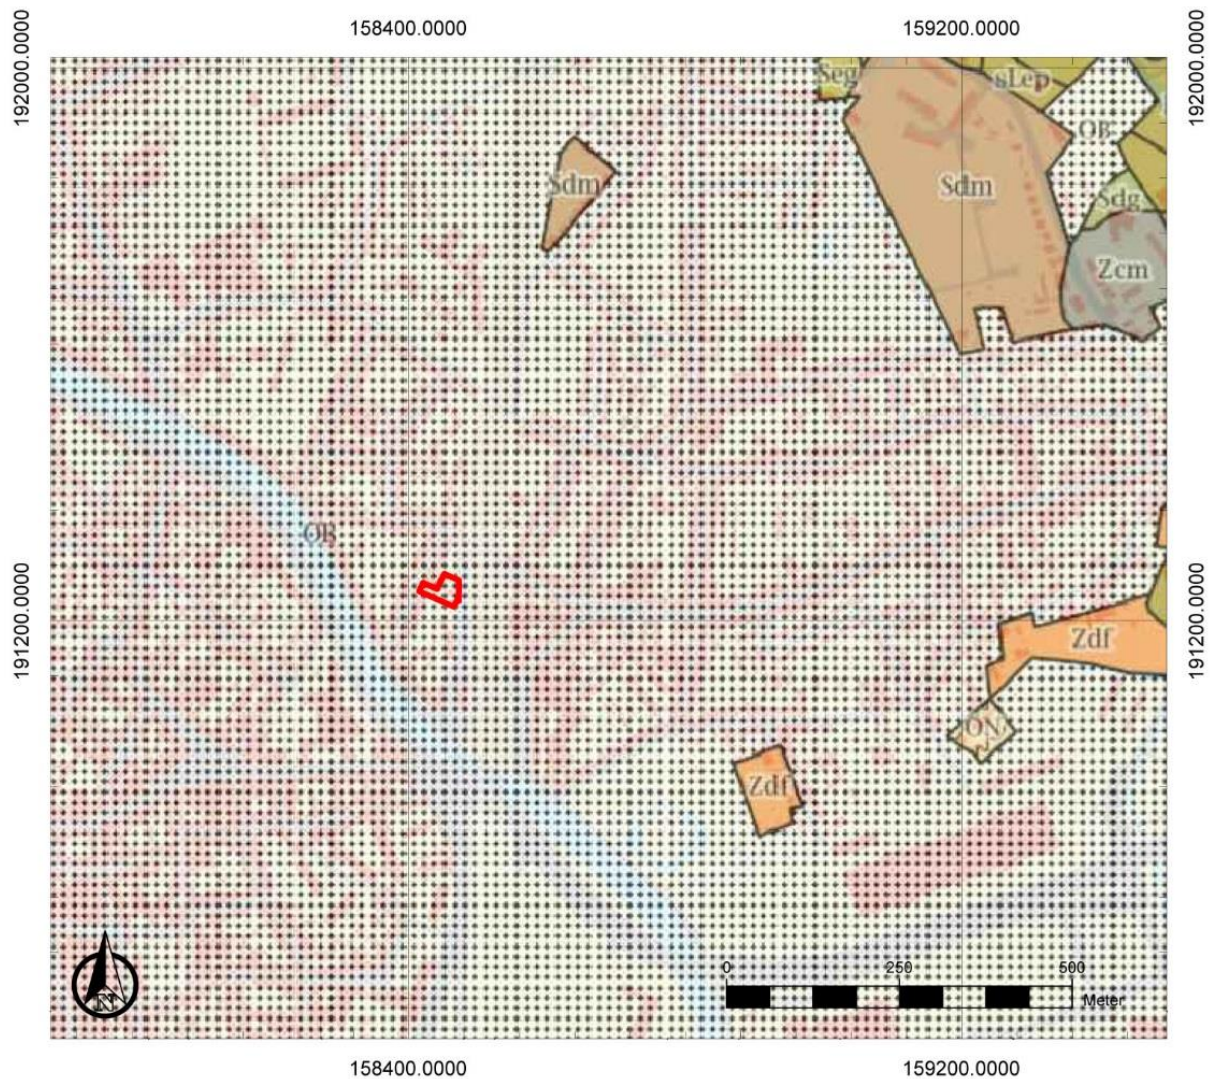 158400.0000 159200.0000
192000.0000 192000.0000
Seg sLep
OB
Sdm Sdm
Sdg
Zcm
OB
191200.0000 191200.0000
Zdf
ON
Zdf
0 250 500
Meter
N
158400.0000 159200.0000